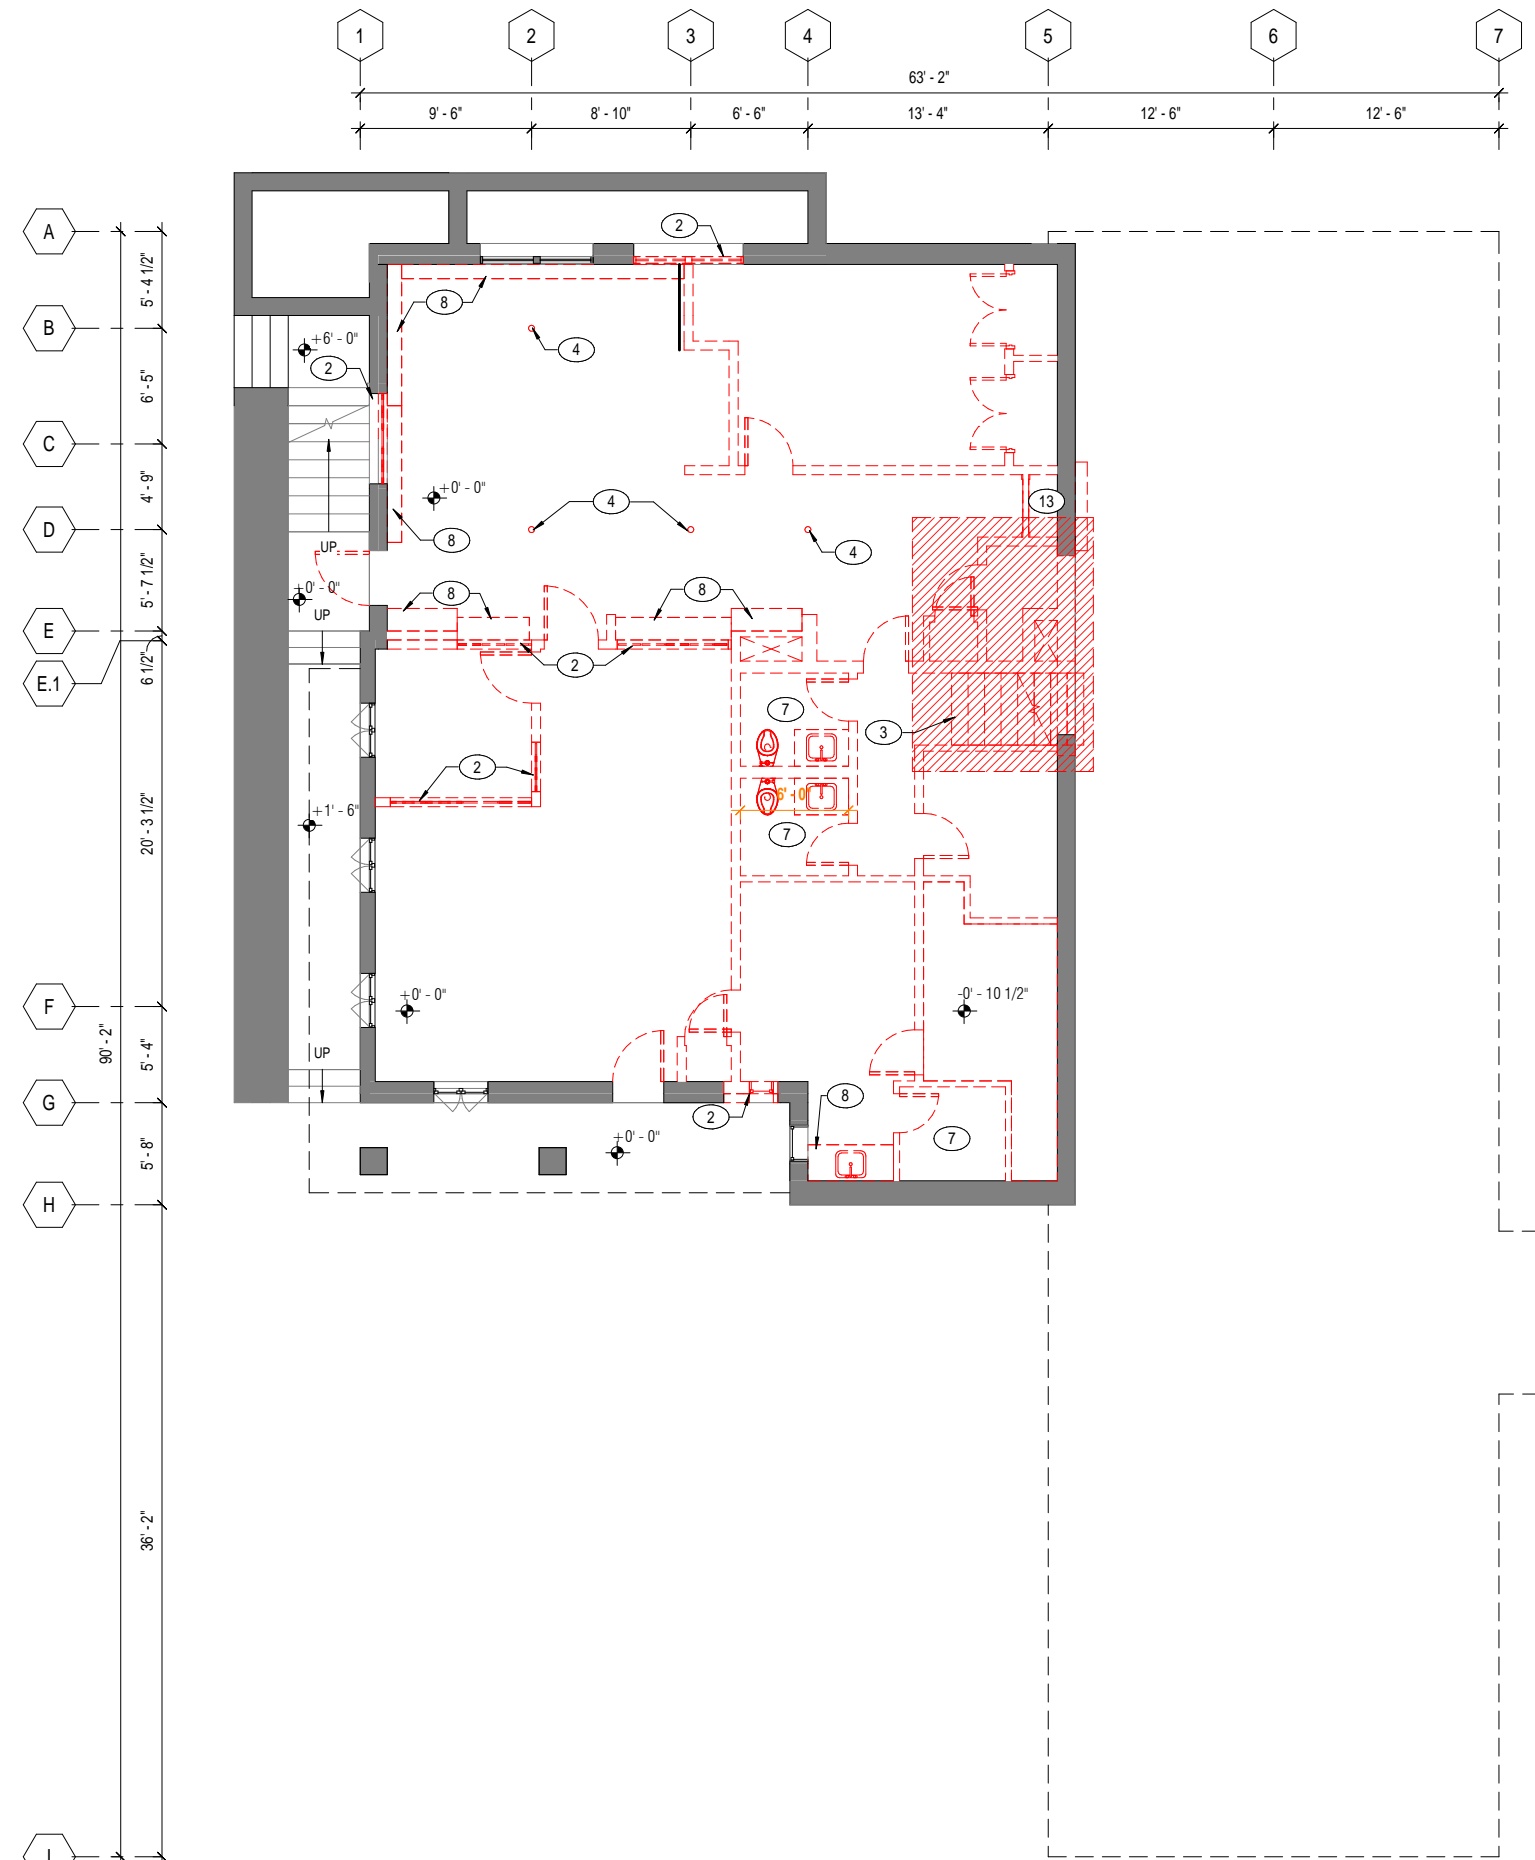 1 2 3 4 5 6 7
63' - 2"
9' - 6" 8' - 10" 6' - 6" 13' - 4" 12' - 6" 12' - 6"
A
2
5' - 4 1/2"
8
B
+6' - 0"
4
2
6' - 5"
C
4' - 9"
+0' - 0"
4
13
D
8
4
UP
5' - 7 1/2"
+0' - 0"
8
8
UP
E
6 1/2"
2
E.1
7
3
2
6' - 0"
+1' - 6"
7
20' - 3 1/2"
+0' - 0"
-0' - 10 1/2"
F
90' - 2"
5' - 4"
UP
8
G
2
+0' - 0"
7
5' - 8"
H
36' - 2"